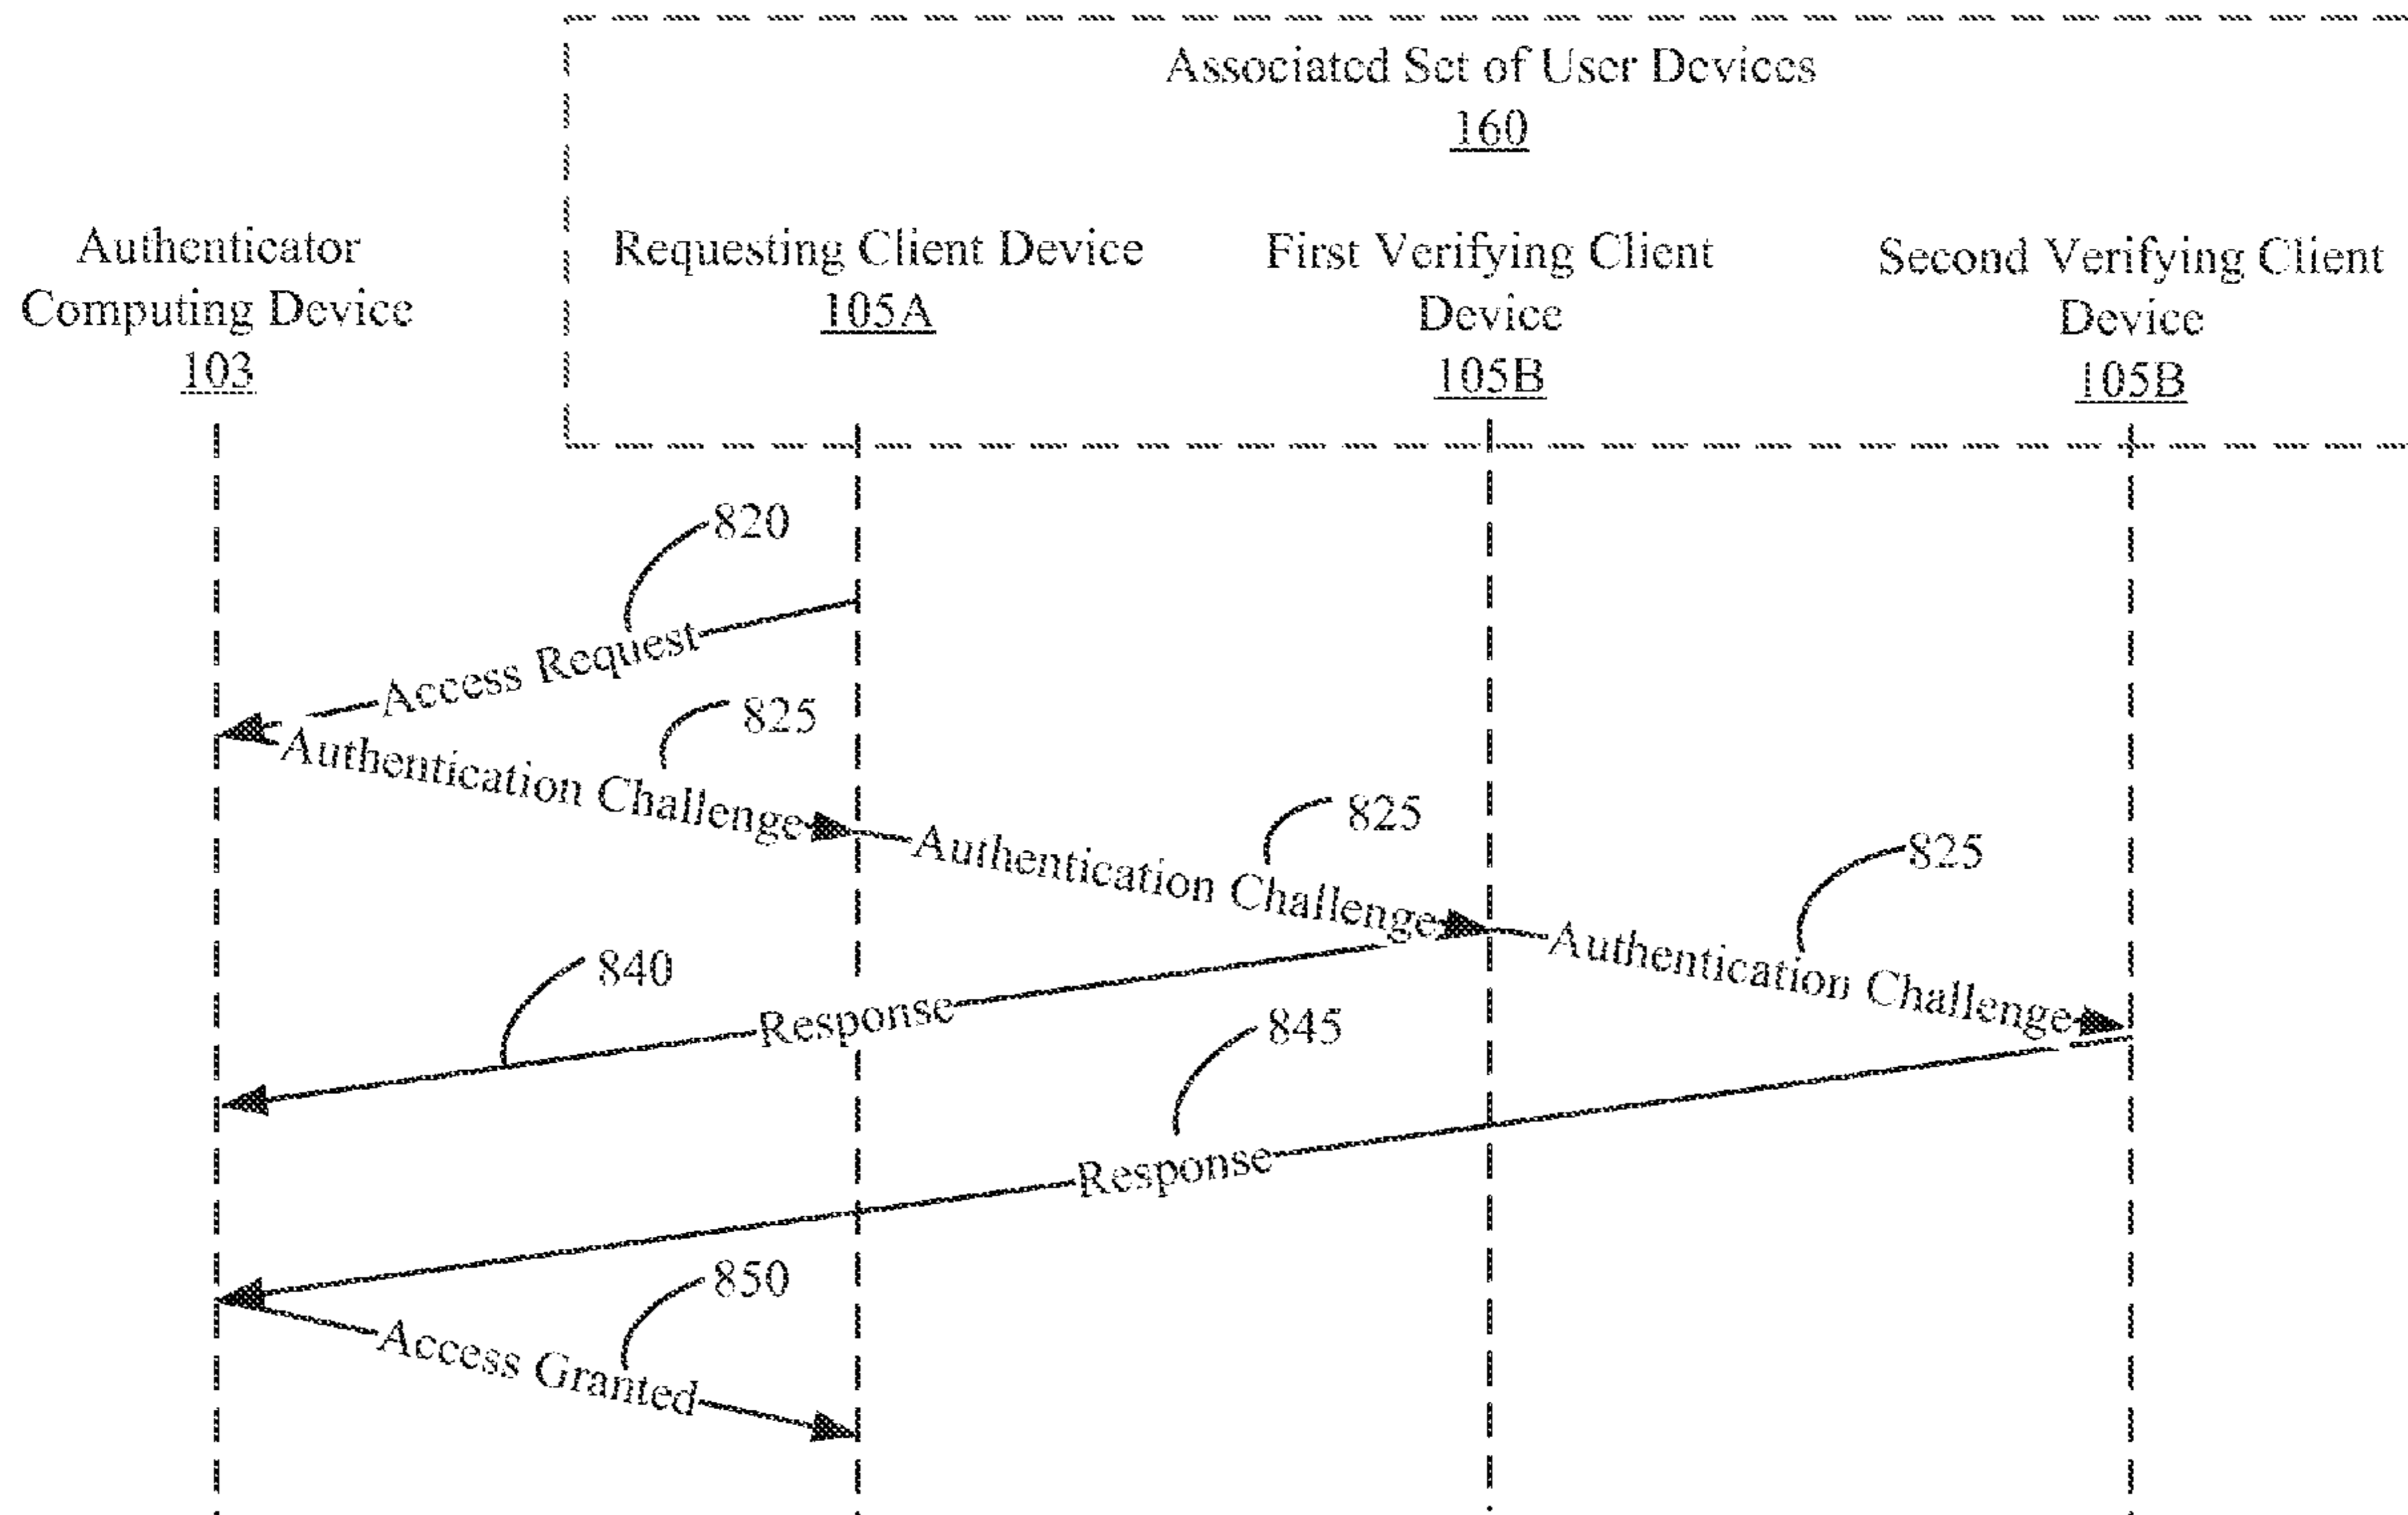 Associated Set of User Devices
160
Authenticator
Computing Device
103
Requesting Client Device
105A
First Verifying Client
Device
105B
Second Verifying Client
Device
105B
820
Access Request
825
Authentication Challenge
825
Authentication Challenge
825
Authentication Challenge
840
Response
845
Response
850
Access Granted